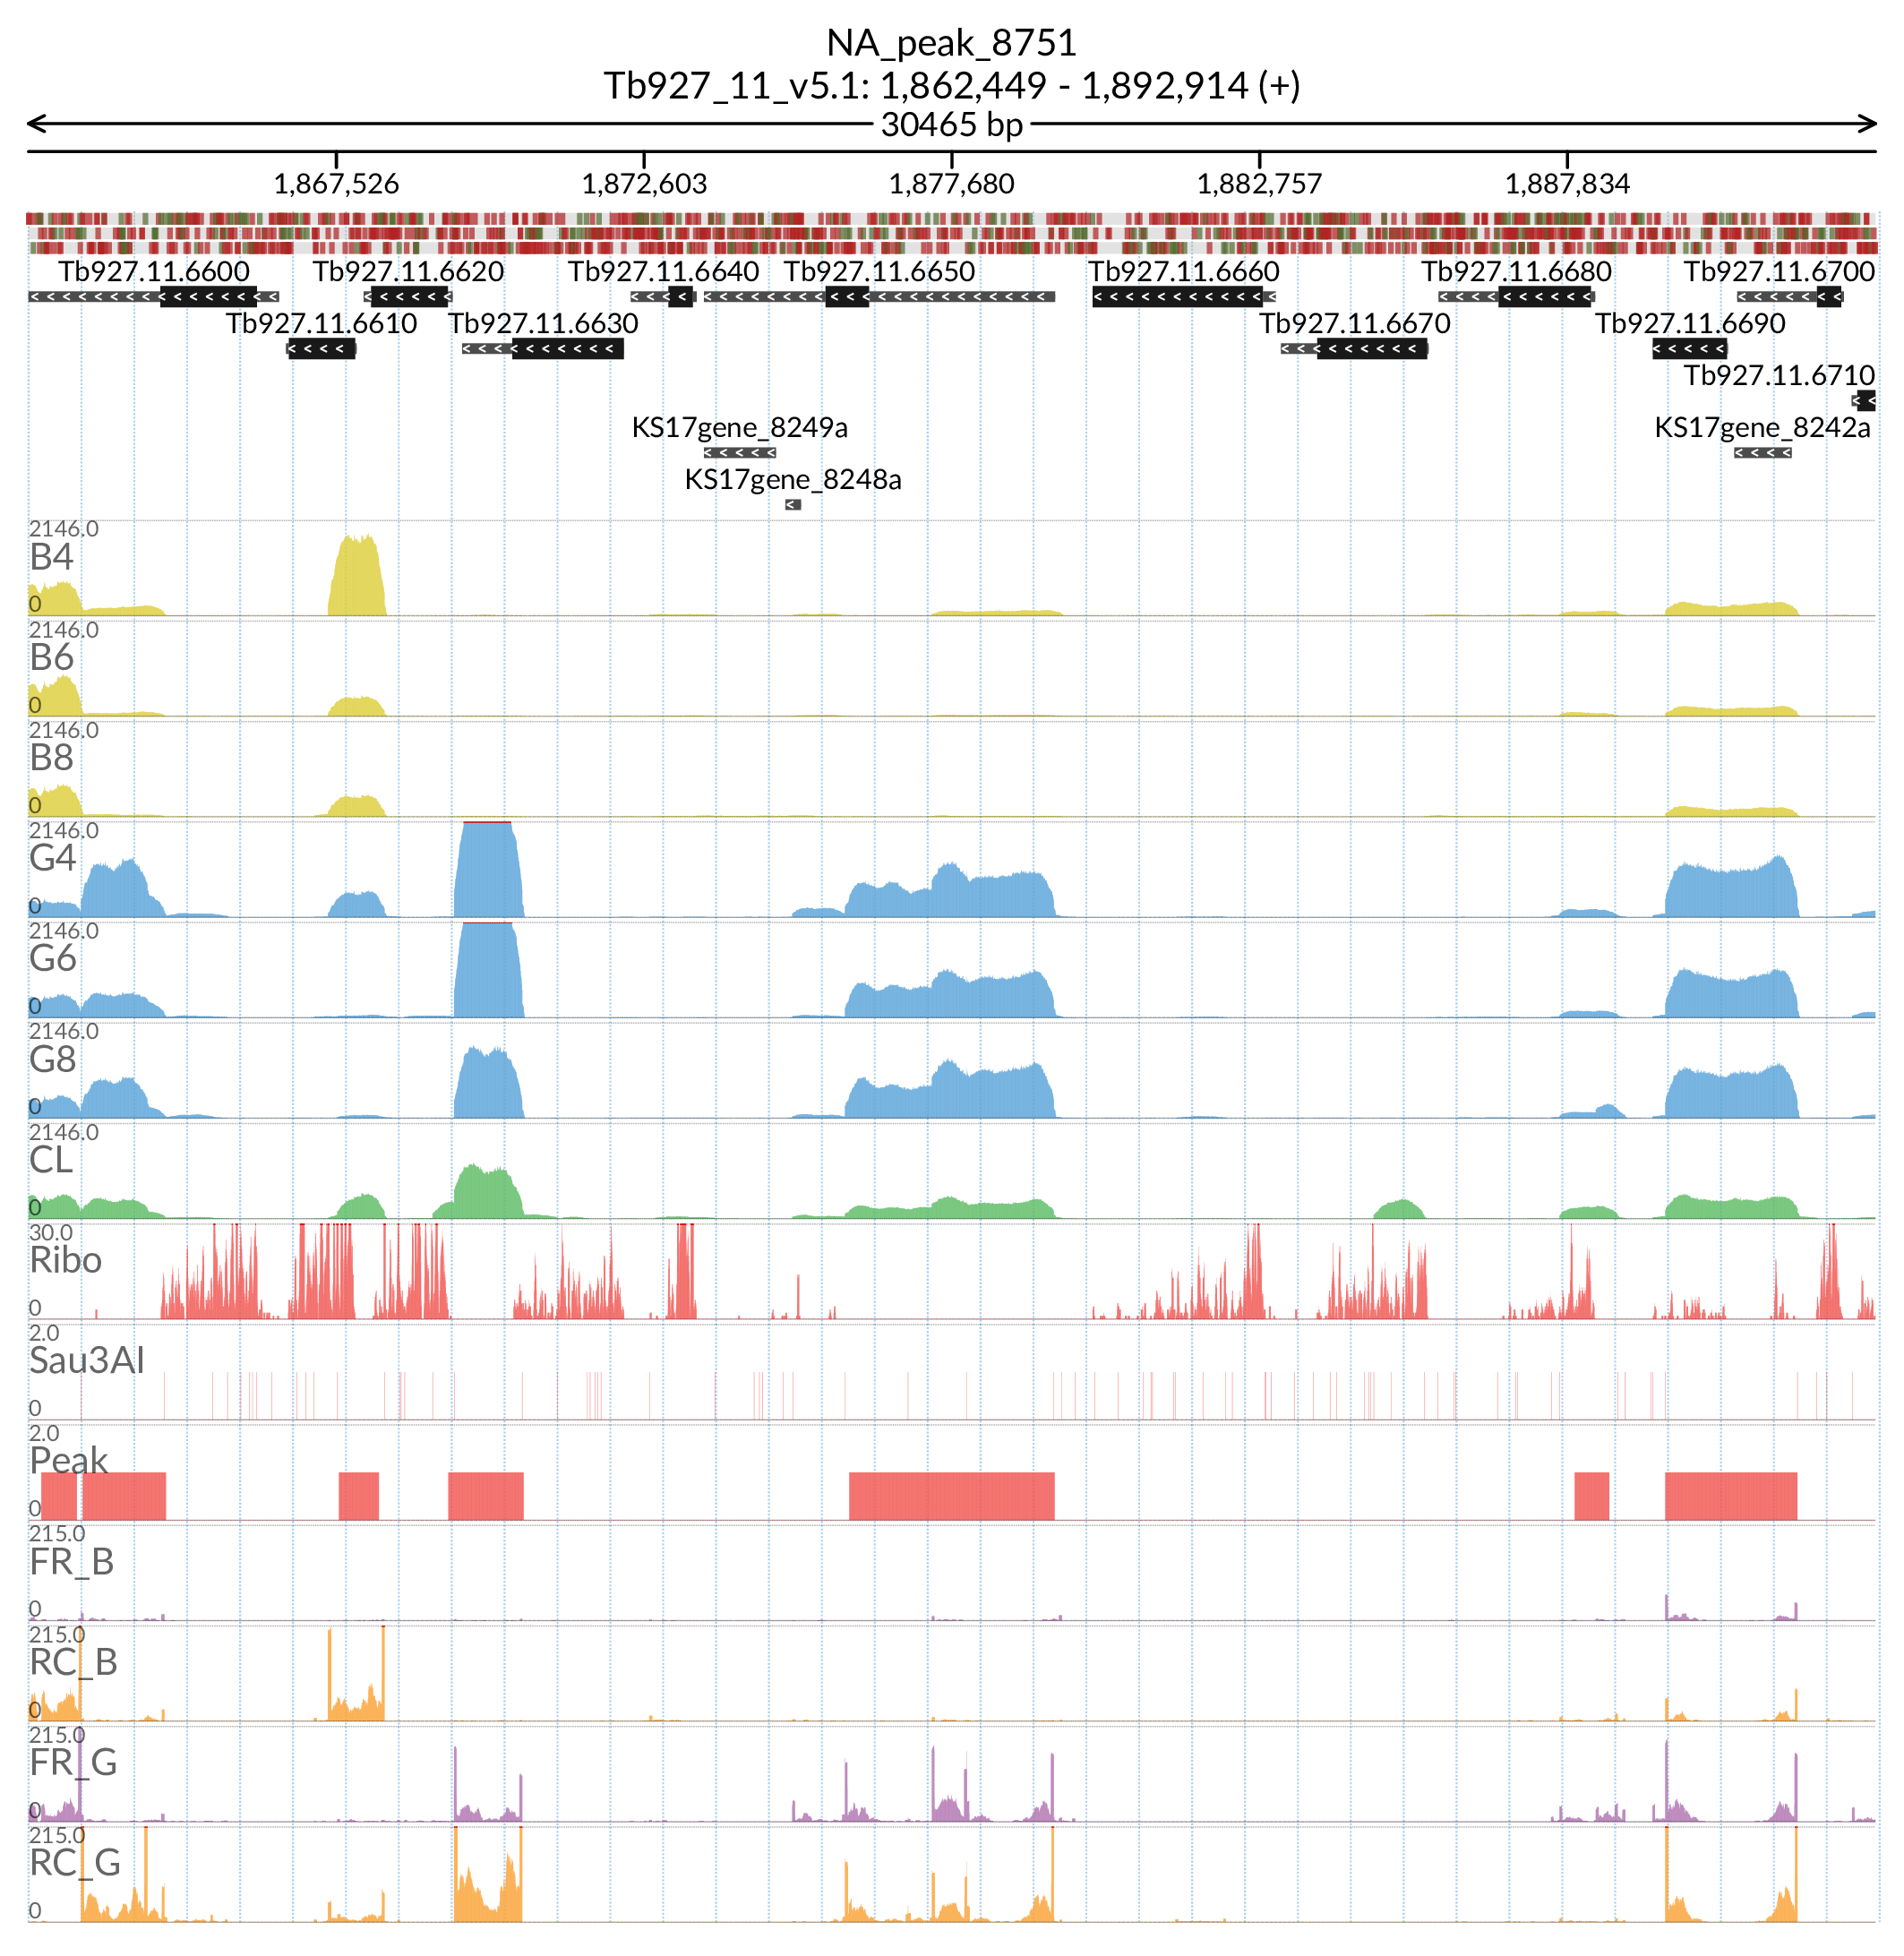 NA_peak_8751
Tb927_11_v5.1: 1,862,449 - 1,892,914 (+)
30465 bp
1,867,526 1,872,603 1,877,680 1,882,757 1,887,834
Tb927.11.6600 Tb927.11.6620 Tb927.11.6640 Tb927.11.6650 Tb927.11.6660 Tb927.11.6680 Tb927.11.6700
Tb927.11.6610 Tb927.11.6630 Tb927.11.6670 Tb927.11.6690
Tb927.11.6710
KS17gene_8249a KS17gene_8242a
KS17gene_8248a
2146.0
B4
0
2146.0
B6
0
2146.0
B8
0
2146.0
G4
0
2146.0
G6
0
2146.0
G8
0
2146.0
CL
0
30.0
Ribo
0
2.0
Sau3AI
0
2.0
Peak
0
215.0
FR_B
0
215.0
RC_B
0
215.0
FR_G
0
215.0
RC_G
0